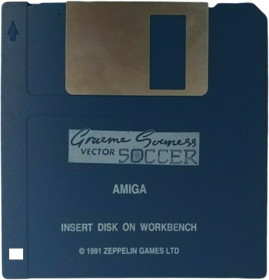 Graeme Souness
VECTOR SOCCER
AMIGA
INSERT DISK ON WORKBENCH
© 1991 ZEPPELIN GAMES LTD